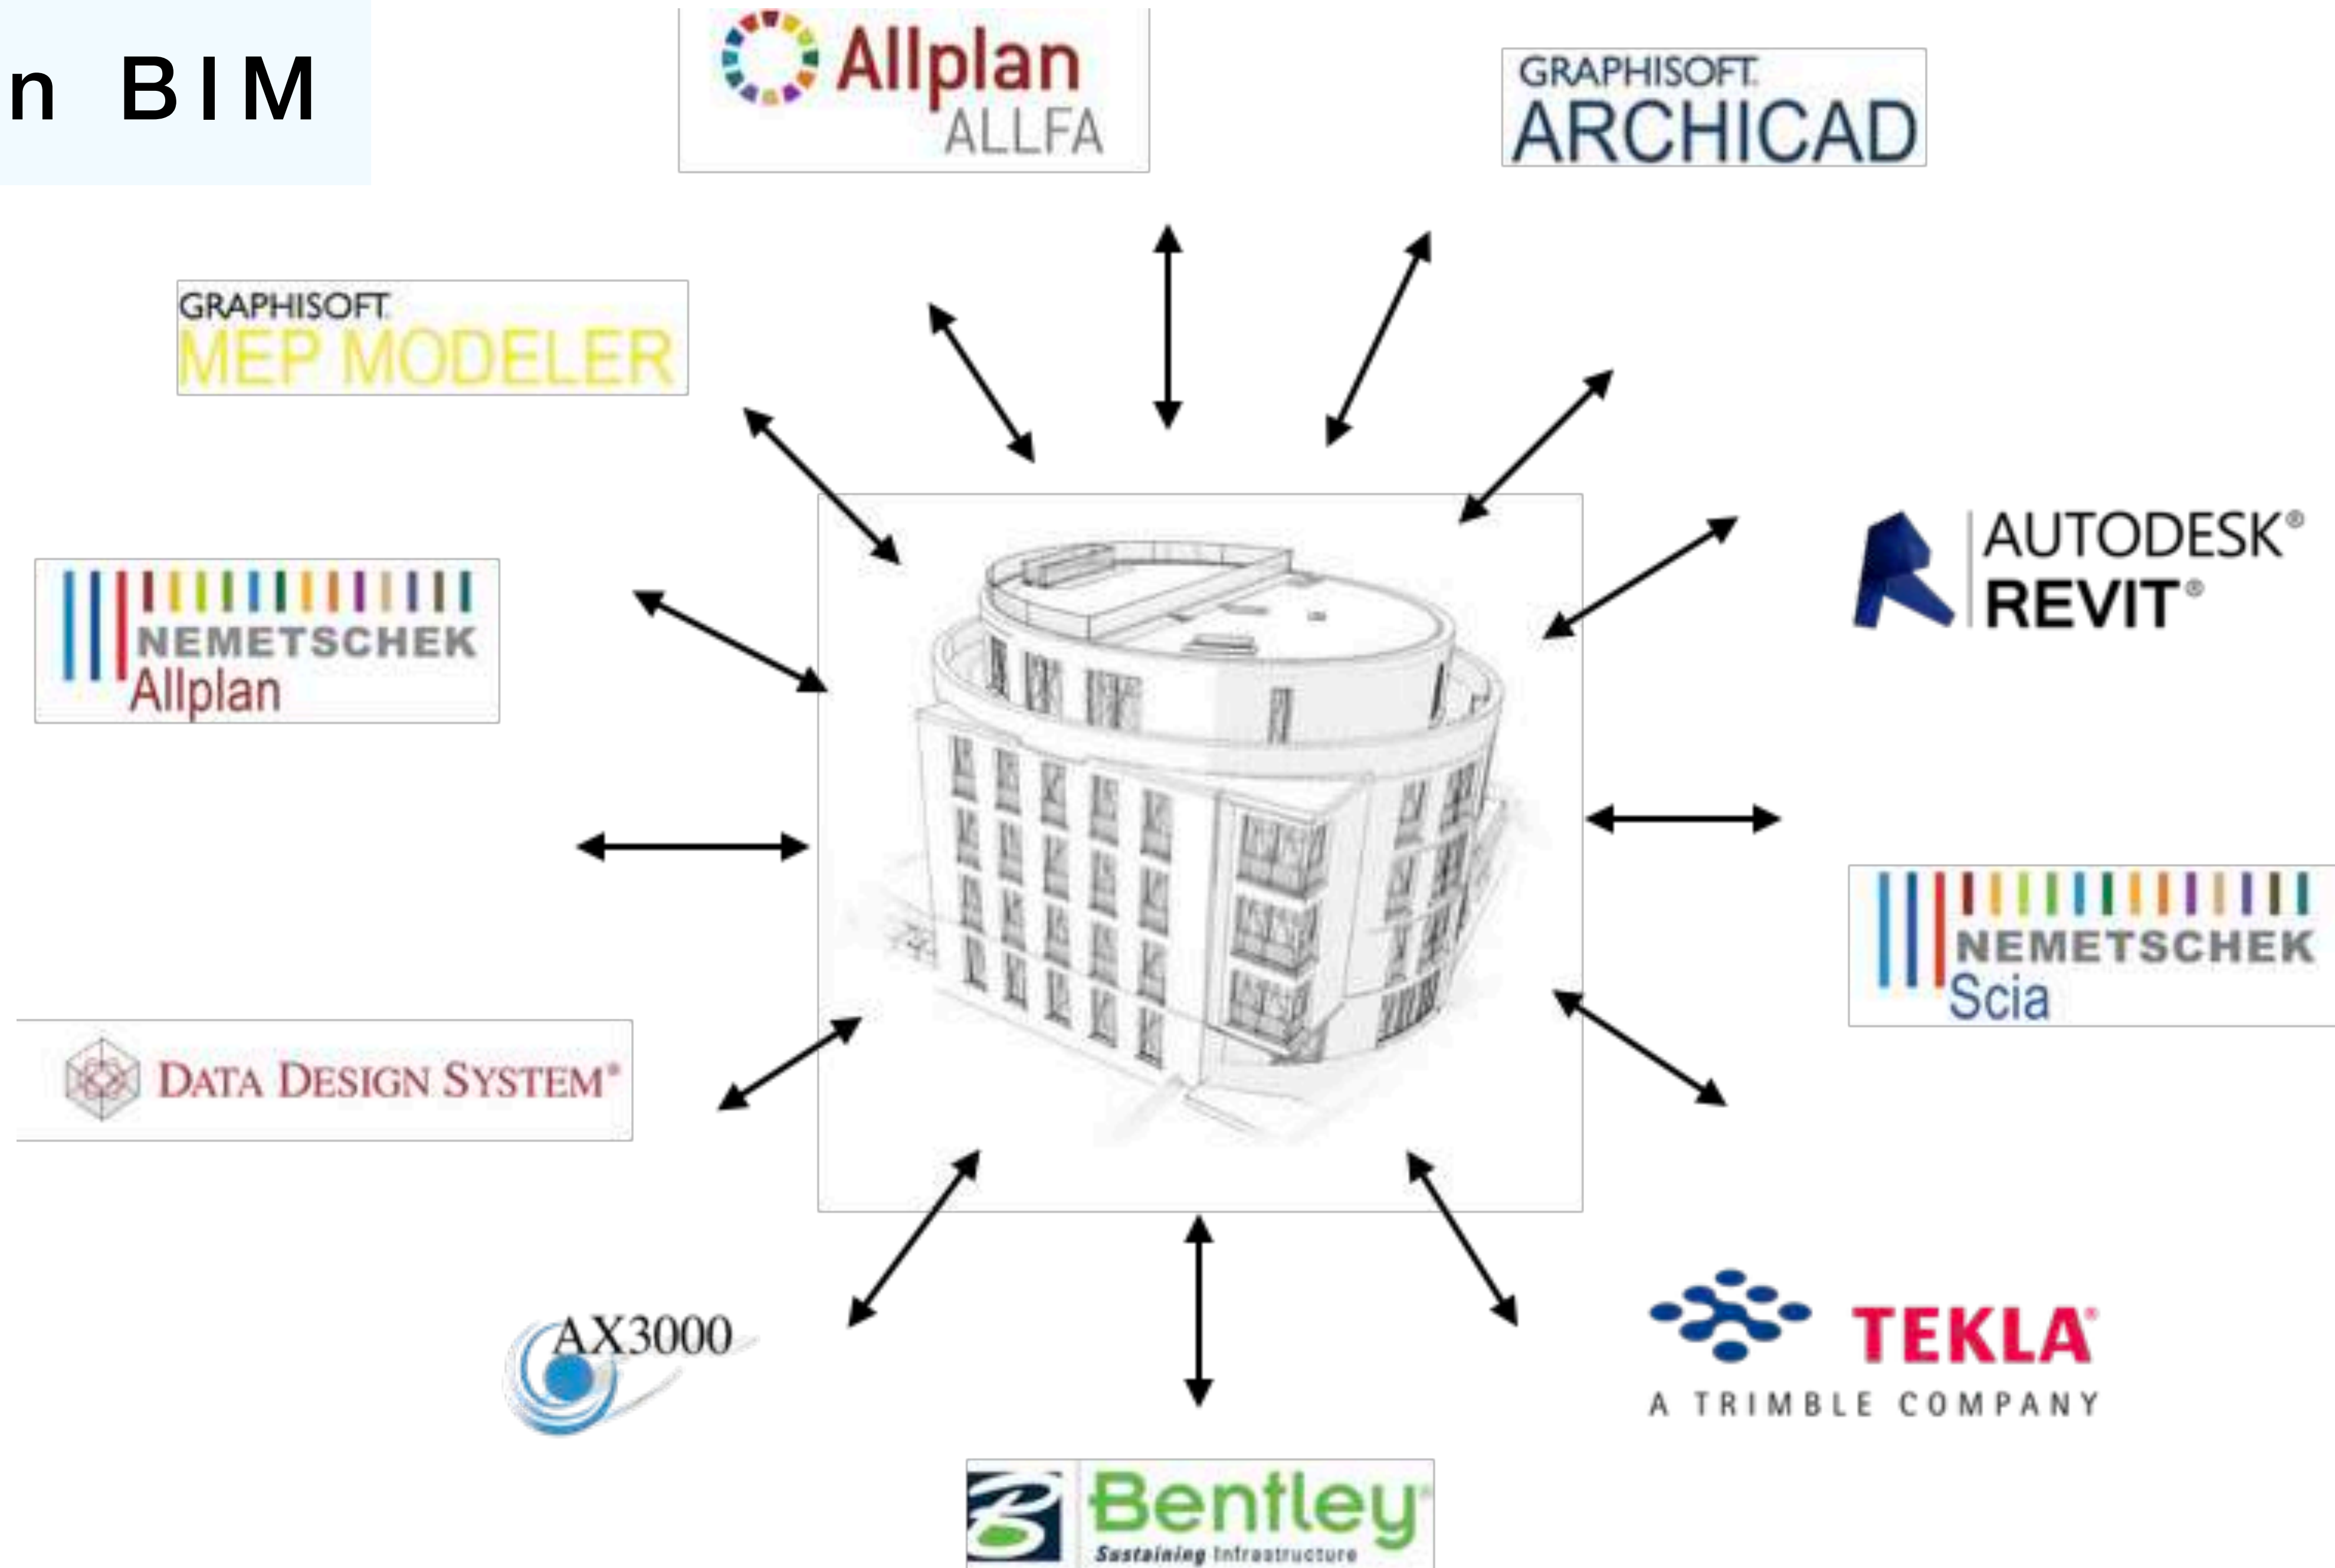 n BIM
Allplan
ALLFA
GRAPHISOFT.
ARCHICAD
GRAPHISOFT.
MEP MODELER
AUTODESK®
REVIT®
NEMETSCHEK
Allplan
NEMETSCHEK
Scia
DATA DESIGN SYSTEM®
AX3000
TEKLA®
A TRIMBLE COMPANY
Bentley®
Sustaining Infrastructure